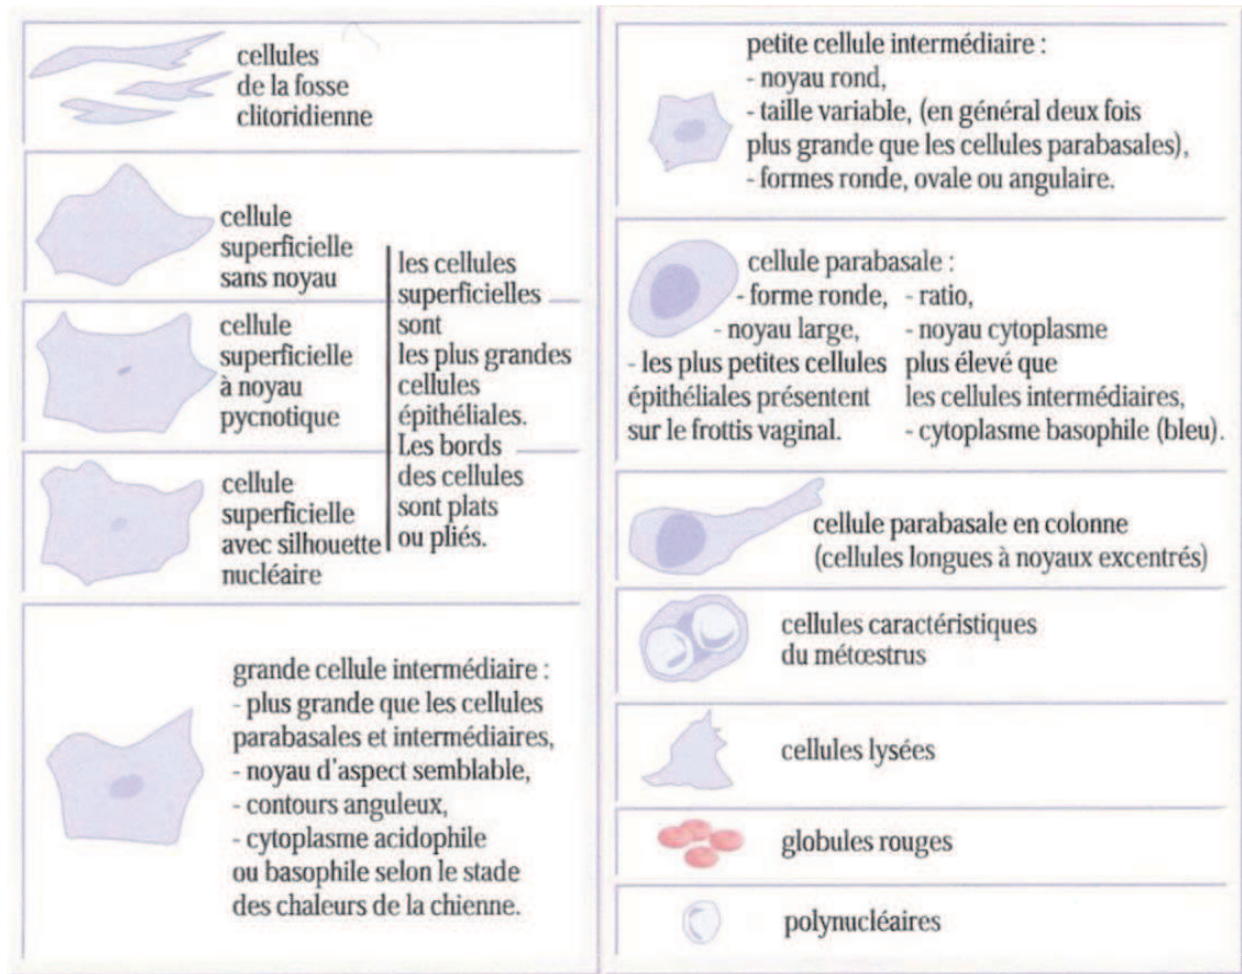 cellules
de la fosse
clitoridienne
cellule
superficielle
sans noyau
cellule
superficielle
à noyau
pycnotique
cellule
superficielle
avec silhouette
nucléaire
les cellules
superficielles
sont
les plus grandes
cellules
épithéliales.
Les bords
des cellules
sont plats
ou pliés.
grande cellule intermédiaire :
- plus grande que les cellules
parabasales et intermédiaires,
- noyau d'aspect semblable,
- contours anguleux,
- cytoplasme acidophile
ou basophile selon le stade
des chaleurs de la chienne.
petite cellule intermédiaire :
- noyau rond,
- taille variable, (en général deux fois
plus grande que les cellules parabasales),
- formes ronde, ovale ou angulaire.
cellule parabasale :
- forme ronde,
- noyau large,
- les plus petites cellules
épithéliales présentent
sur le frottis vaginal.
- ratio,
- noyau cytoplasme
plus élevé que
les cellules intermédiaires,
- cytoplasme basophile (bleu).
cellule parabasale en colonne
(cellules longues à noyaux excentrés)
cellules caractéristiques
du métœstrus
cellules lysées
globules rouges
polynucléaires